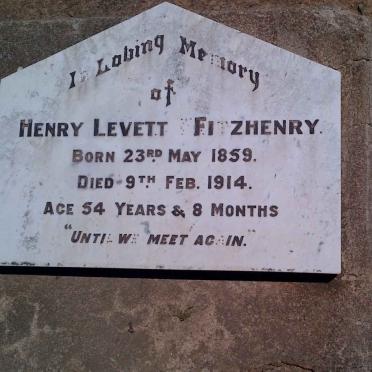 In Loving Memory
of
HENRY LEVETT FITZHENRY.
BORN 23RD MAY 1859.
DIED 9TH FEB. 1914.
AGE 54 YEARS & 8 MONTHS
"UNTIL WE MEET AGAIN."